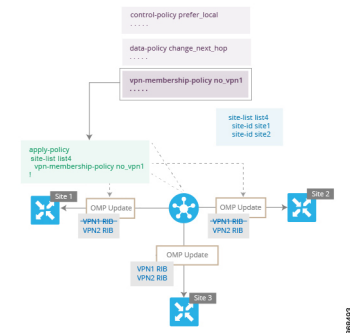 control-policy prefer_local
. . . . .
data-policy change_next_hop
. . . . .
vpn-membership-policy no_vpn1
. . . . .
site-list list4
site-id site1
site-id site2
apply-policy
site-list list4
vpn-membership-policy no_vpn1
!
Site 1
OMP Update
VPN1 RIB
VPN2 RIB
OMP Update
VPN1 RIB
VPN2 RIB
Site 2
OMP Update
VPN1 RIB
VPN2 RIB
Site 3
368499